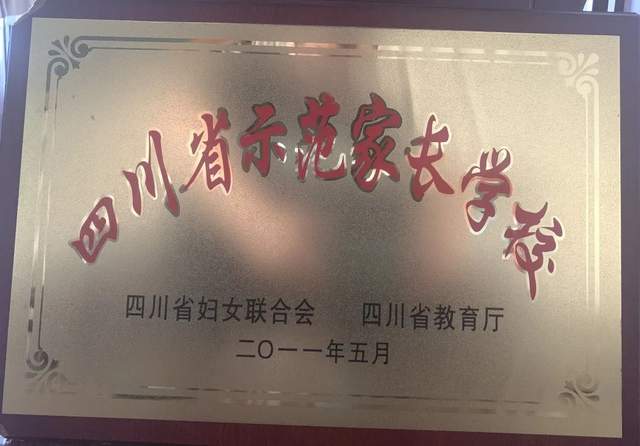 四川省示范家长学校
四川省妇女联合会 四川省教育厅
二〇一一年五月